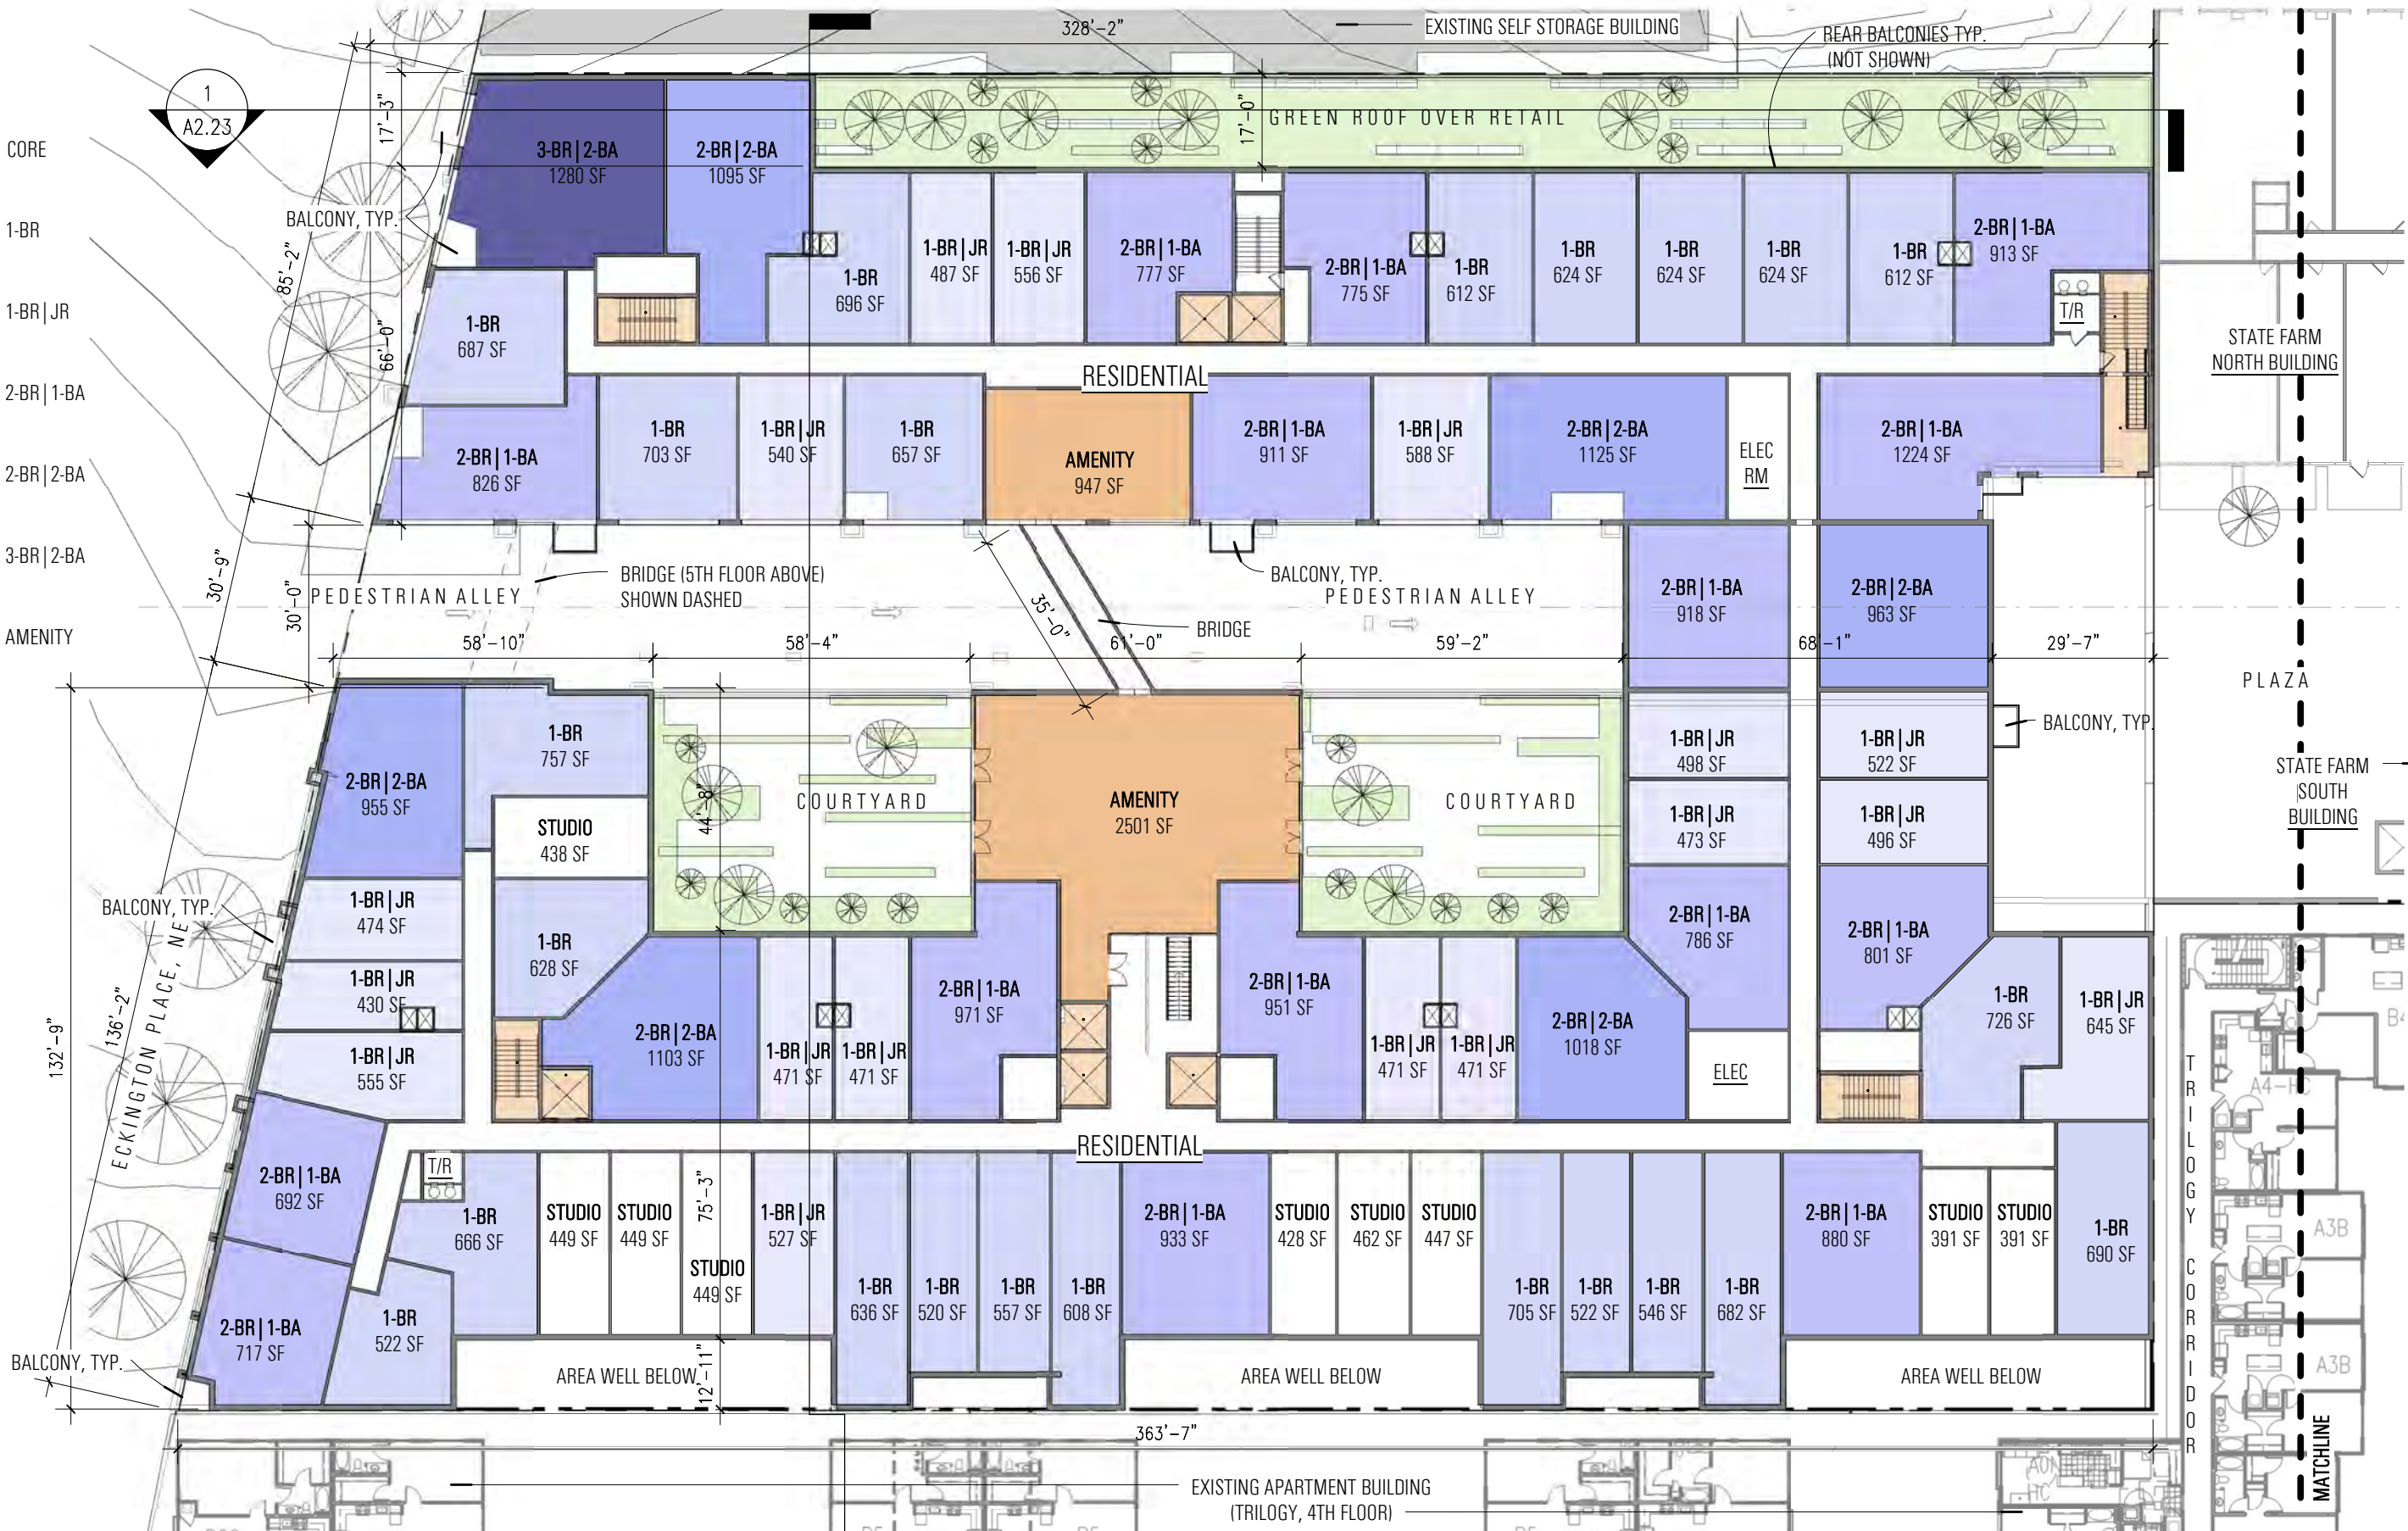 328'-2"
EXISTING SELF STORAGE BUILDING
REAR BALCONIES TYP.
(NOT SHOWN)
1
A2.23
17'-3"
17'-0"
GREEN ROOF OVER RETAIL
CORE
1-BR
1-BR|JR
2-BR|1-BA
2-BR|2-BA
3-BR|2-BA
AMENITY
BALCONY, TYP.
85'-2"
66'-0"
3-BR|2-BA
1280 SF
2-BR|2-BA
1095 SF
1-BR
696 SF
1-BR|JR
487 SF
1-BR|JR
556 SF
2-BR|1-BA
777 SF
2-BR|1-BA
775 SF
1-BR
612 SF
1-BR
624 SF
1-BR
624 SF
1-BR
624 SF
1-BR
612 SF
2-BR|1-BA
913 SF
T/R
STATE FARM
NORTH BUILDING
1-BR
687 SF
RESIDENTIAL
2-BR|1-BA
826 SF
1-BR
703 SF
1-BR|JR
540 SF
1-BR
657 SF
AMENITY
947 SF
2-BR|1-BA
911 SF
1-BR|JR
588 SF
2-BR|2-BA
1125 SF
ELEC
RM
2-BR|1-BA
1224 SF
30'-9"
30'-0"
PEDESTRIAN ALLEY
BRIDGE (5TH FLOOR ABOVE)
SHOWN DASHED
35'-0"
BALCONY, TYP.
PEDESTRIAN ALLEY
BRIDGE
58'-10"
58'-4"
61'-0"
59'-2"
68'-1"
29'-7"
2-BR|1-BA
918 SF
2-BR|2-BA
963 SF
PLAZA
BALCONY, TYP.
STATE FARM
SOUTH
BUILDING
2-BR|2-BA
955 SF
1-BR
757 SF
STUDIO
438 SF
44'-8"
COURTYARD
AMENITY
2501 SF
COURTYARD
1-BR|JR
498 SF
1-BR|JR
522 SF
1-BR|JR
473 SF
1-BR|JR
496 SF
BALCONY, TYP.
1-BR|JR
474 SF
1-BR
628 SF
1-BR|JR
430 SF
1-BR|JR
555 SF
2-BR|2-BA
1103 SF
1-BR|JR
471 SF
1-BR|JR
471 SF
2-BR|1-BA
971 SF
2-BR|1-BA
951 SF
1-BR|JR
471 SF
1-BR|JR
471 SF
2-BR|2-BA
1018 SF
2-BR|1-BA
786 SF
ELEC
2-BR|1-BA
801 SF
1-BR
726 SF
1-BR|JR
645 SF
132'-9"
136'-2"
ECKINGTON PLACE, NE
RESIDENTIAL
TRILOGY CORRIDOR
A4-HC
A3B
A3B
MATCHLINE
2-BR|1-BA
692 SF
T/R
1-BR
666 SF
STUDIO
449 SF
STUDIO
449 SF
STUDIO
449 SF
75'-3"
1-BR|JR
527 SF
1-BR
636 SF
1-BR
520 SF
1-BR
557 SF
1-BR
608 SF
2-BR|1-BA
933 SF
STUDIO
428 SF
STUDIO
462 SF
STUDIO
447 SF
1-BR
705 SF
1-BR
522 SF
1-BR
546 SF
1-BR
682 SF
2-BR|1-BA
880 SF
STUDIO
391 SF
STUDIO
391 SF
1-BR
690 SF
2-BR|1-BA
717 SF
1-BR
522 SF
BALCONY, TYP.
AREA WELL BELOW
12'-11"
AREA WELL BELOW
AREA WELL BELOW
363'-7"
EXISTING APARTMENT BUILDING
(TRILOGY, 4TH FLOOR)